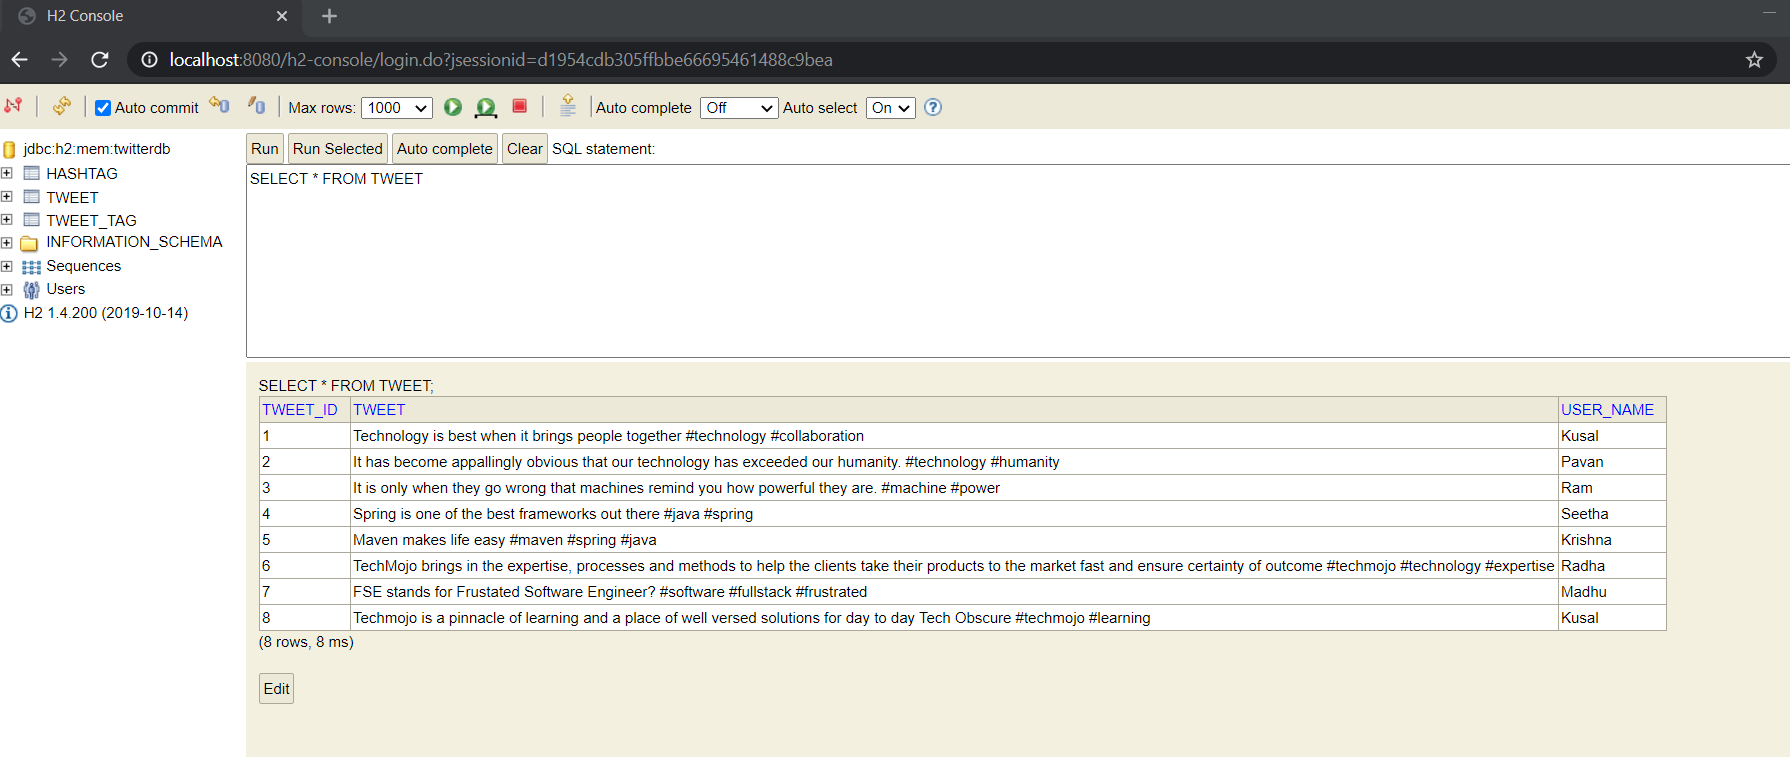 H2 Console
localhost:8080/h2-console/login.do?jsessionid=d1954cdb305ffbbe66695461488c9bea
Auto commit Max rows: 1000 Auto complete Off Auto select On
jdbc:h2:mem:twitterdb
HASHTAG
TWEET
TWEET_TAG
INFORMATION_SCHEMA
Sequences
Users
H2 1.4.200 (2019-10-14)
Run Run Selected Auto complete Clear SQL statement:
SELECT * FROM TWEET
SELECT * FROM TWEET;
TWEET_ID TWEET USER_NAME
1 Technology is best when it brings people together #technology #collaboration Kusal
2 It has become appallingly obvious that our technology has exceeded our humanity. #technology #humanity Pavan
3 It is only when they go wrong that machines remind you how powerful they are. #machine #power Ram
4 Spring is one of the best frameworks out there #java #spring Seetha
5 Maven makes life easy #maven #spring #java Krishna
6 TechMojo brings in the expertise, processes and methods to help the clients take their products to the market fast and ensure certainty of outcome #techmojo #technology #expertise Radha
7 FSE stands for Frustated Software Engineer? #software #fullstack #frustrated Madhu
8 Techmojo is a pinnacle of learning and a place of well versed solutions for day to day Tech Obscure #techmojo #learning Kusal
(8 rows, 8 ms)
Edit